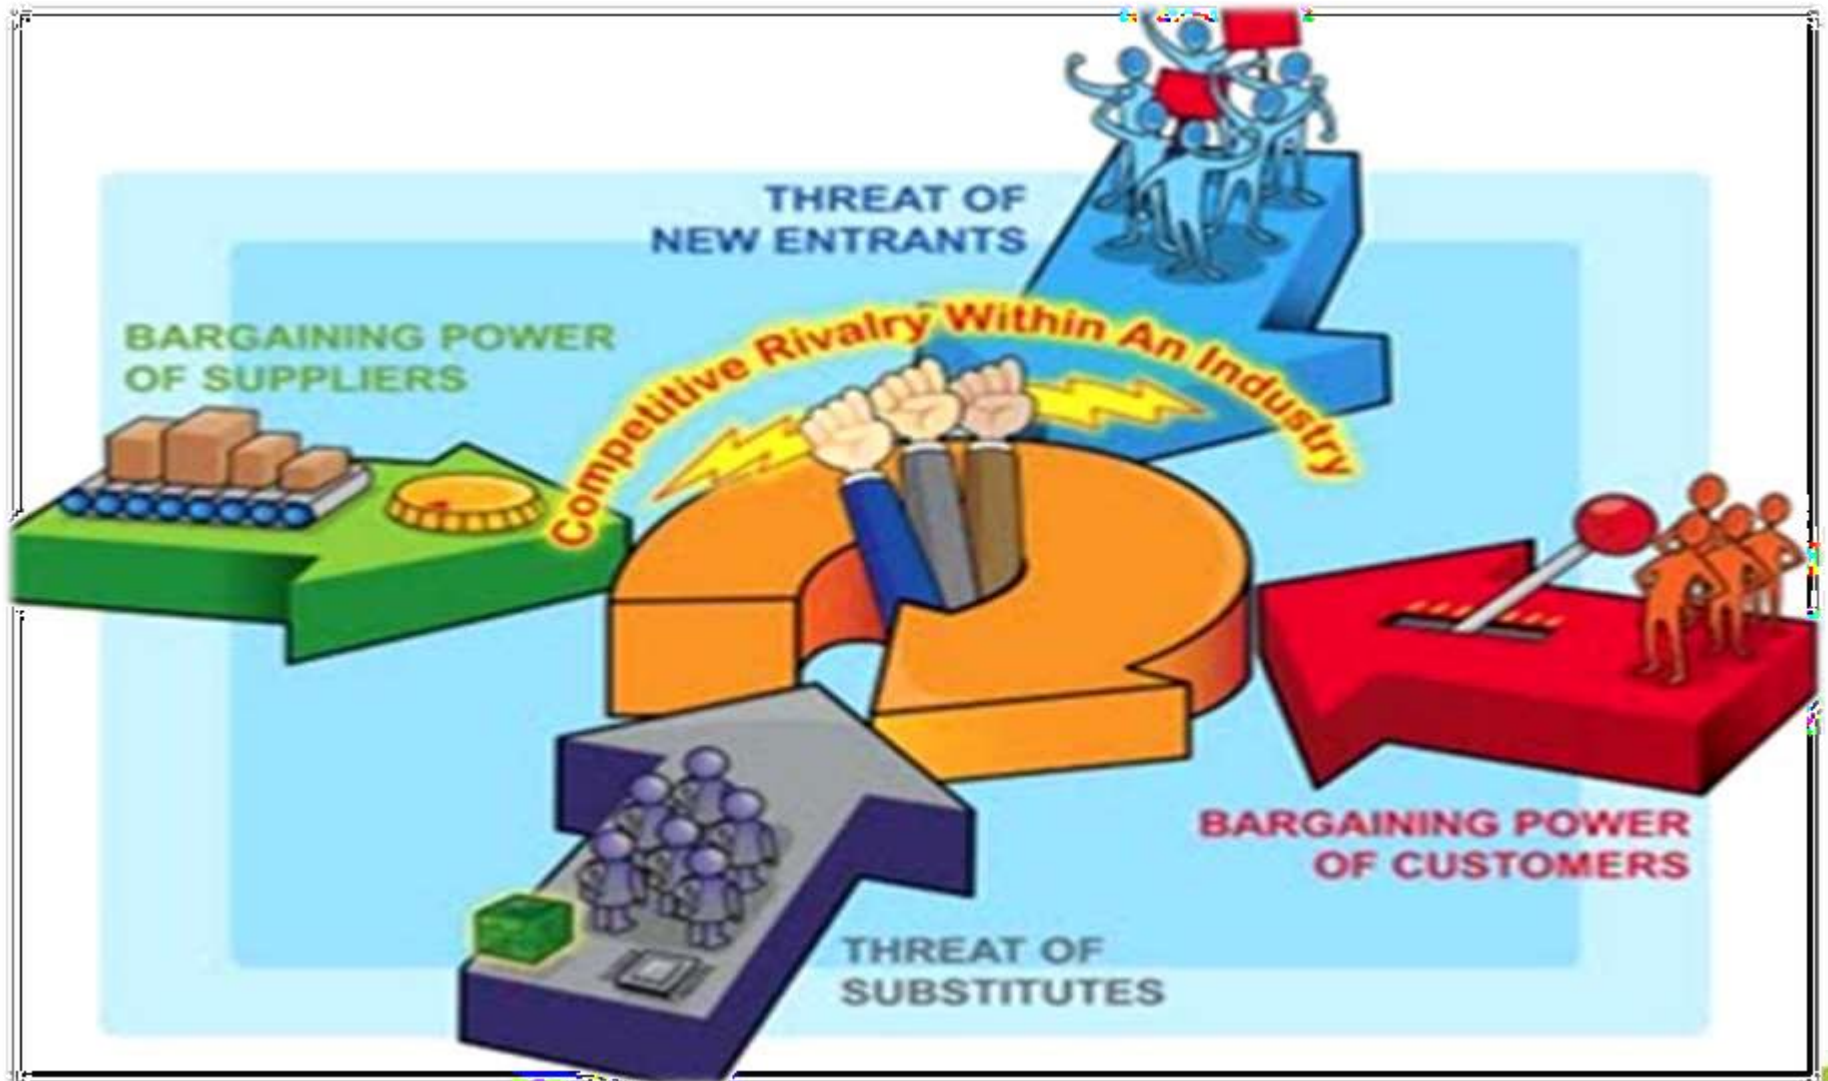 THREAT OF
NEW ENTRANTS
BARGAINING POWER
OF SUPPLIERS
Competitive Rivalry Within An Industry
BARGAINING POWER
OF CUSTOMERS
THREAT OF
SUBSTITUTES